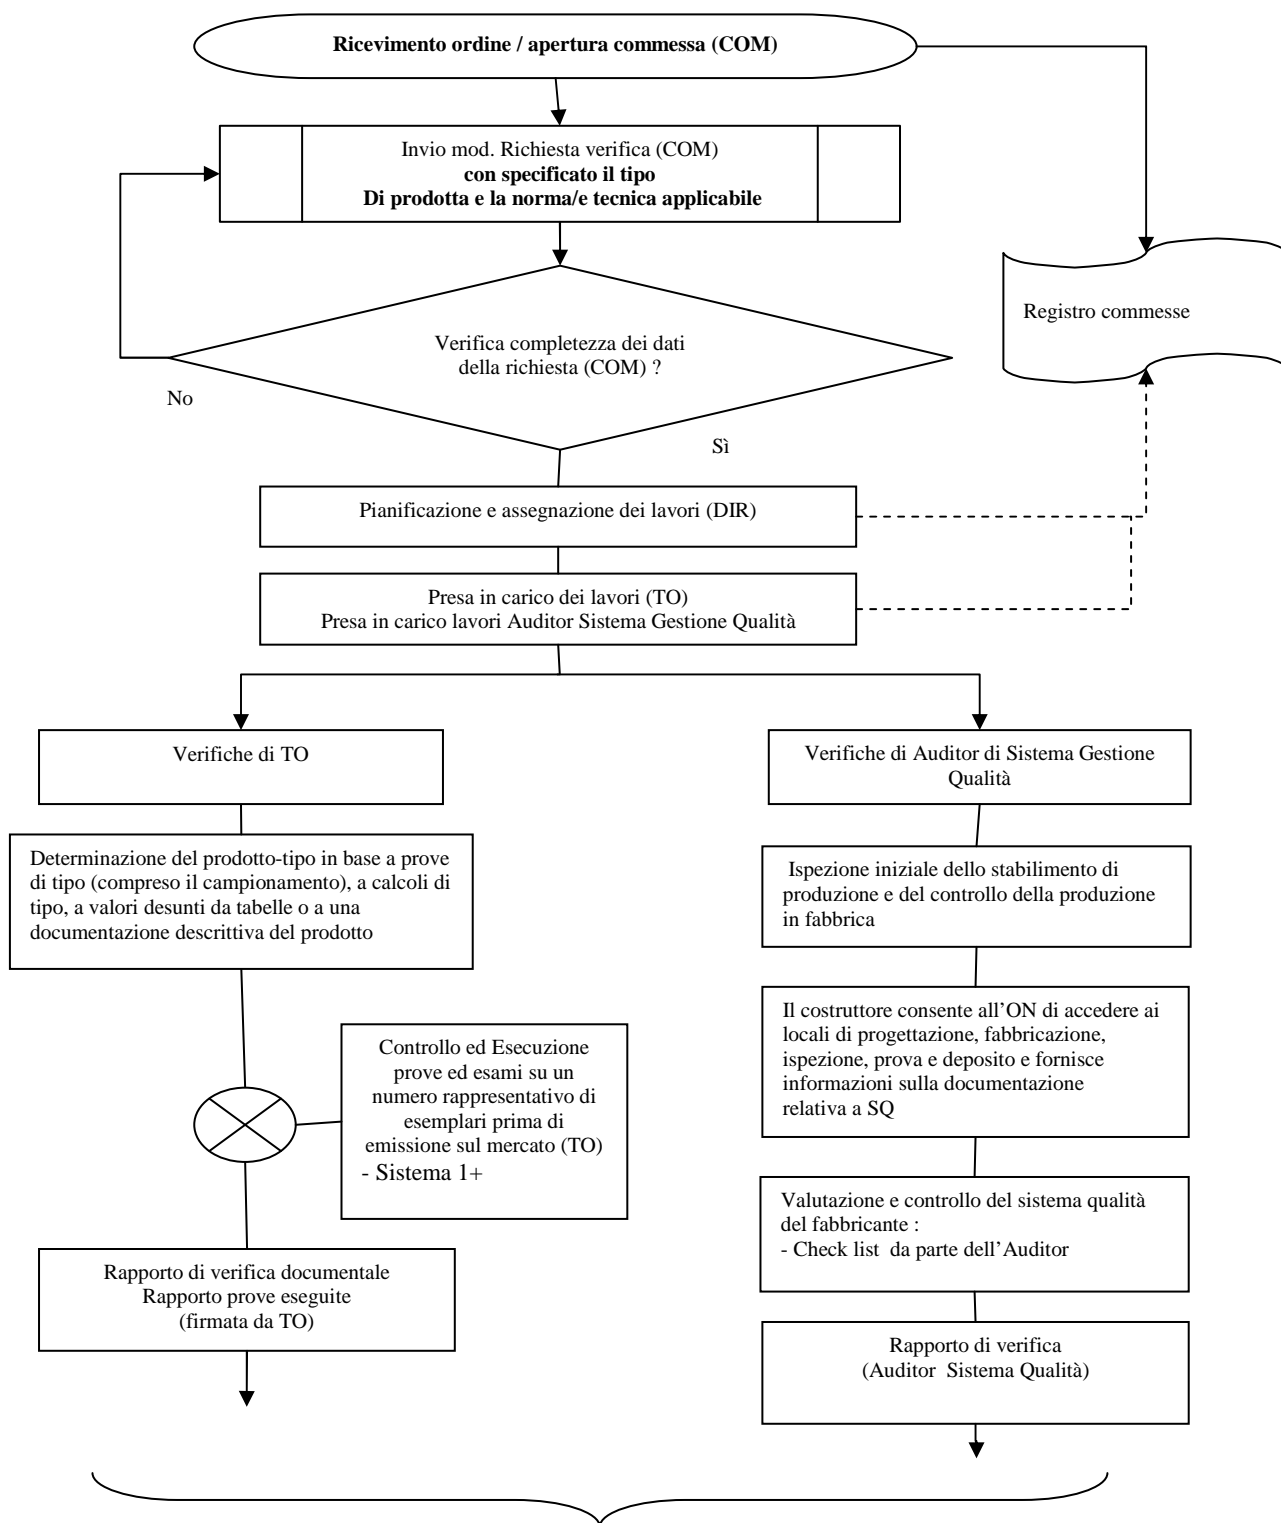 Ricevimento ordine / apertura commessa (COM)
Invio mod. Richiesta verifica (COM)
con specificato il tipo
Di prodotta e la norma/e tecnica applicabile
Registro commesse
Verifica completezza dei dati
della richiesta (COM) ?
No
Sì
Pianificazione e assegnazione dei lavori (DIR)
Presa in carico dei lavori (TO)
Presa in carico lavori Auditor Sistema Gestione Qualità
Verifiche di TO
Determinazione del prodotto-tipo in base a prove
di tipo (compreso il campionamento), a calcoli di
tipo, a valori desunti da tabelle o a una
documentazione descrittiva del prodotto
Controllo ed Esecuzione
prove ed esami su un
numero rappresentativo di
esemplari prima di
emissione sul mercato (TO)
- Sistema 1+
Rapporto di verifica documentale
Rapporto prove eseguite
(firmata da TO)
Verifiche di Auditor di Sistema Gestione
Qualità
Ispezione iniziale dello stabilimento di
produzione e del controllo della produzione
in fabbrica
Il costruttore consente all’ON di accedere ai
locali di progettazione, fabbricazione,
ispezione, prova e deposito e fornisce
informazioni sulla documentazione
relativa a SQ
Valutazione e controllo del sistema qualità
del fabbricante :
- Check list da parte dell’Auditor
Rapporto di verifica
(Auditor Sistema Qualità)